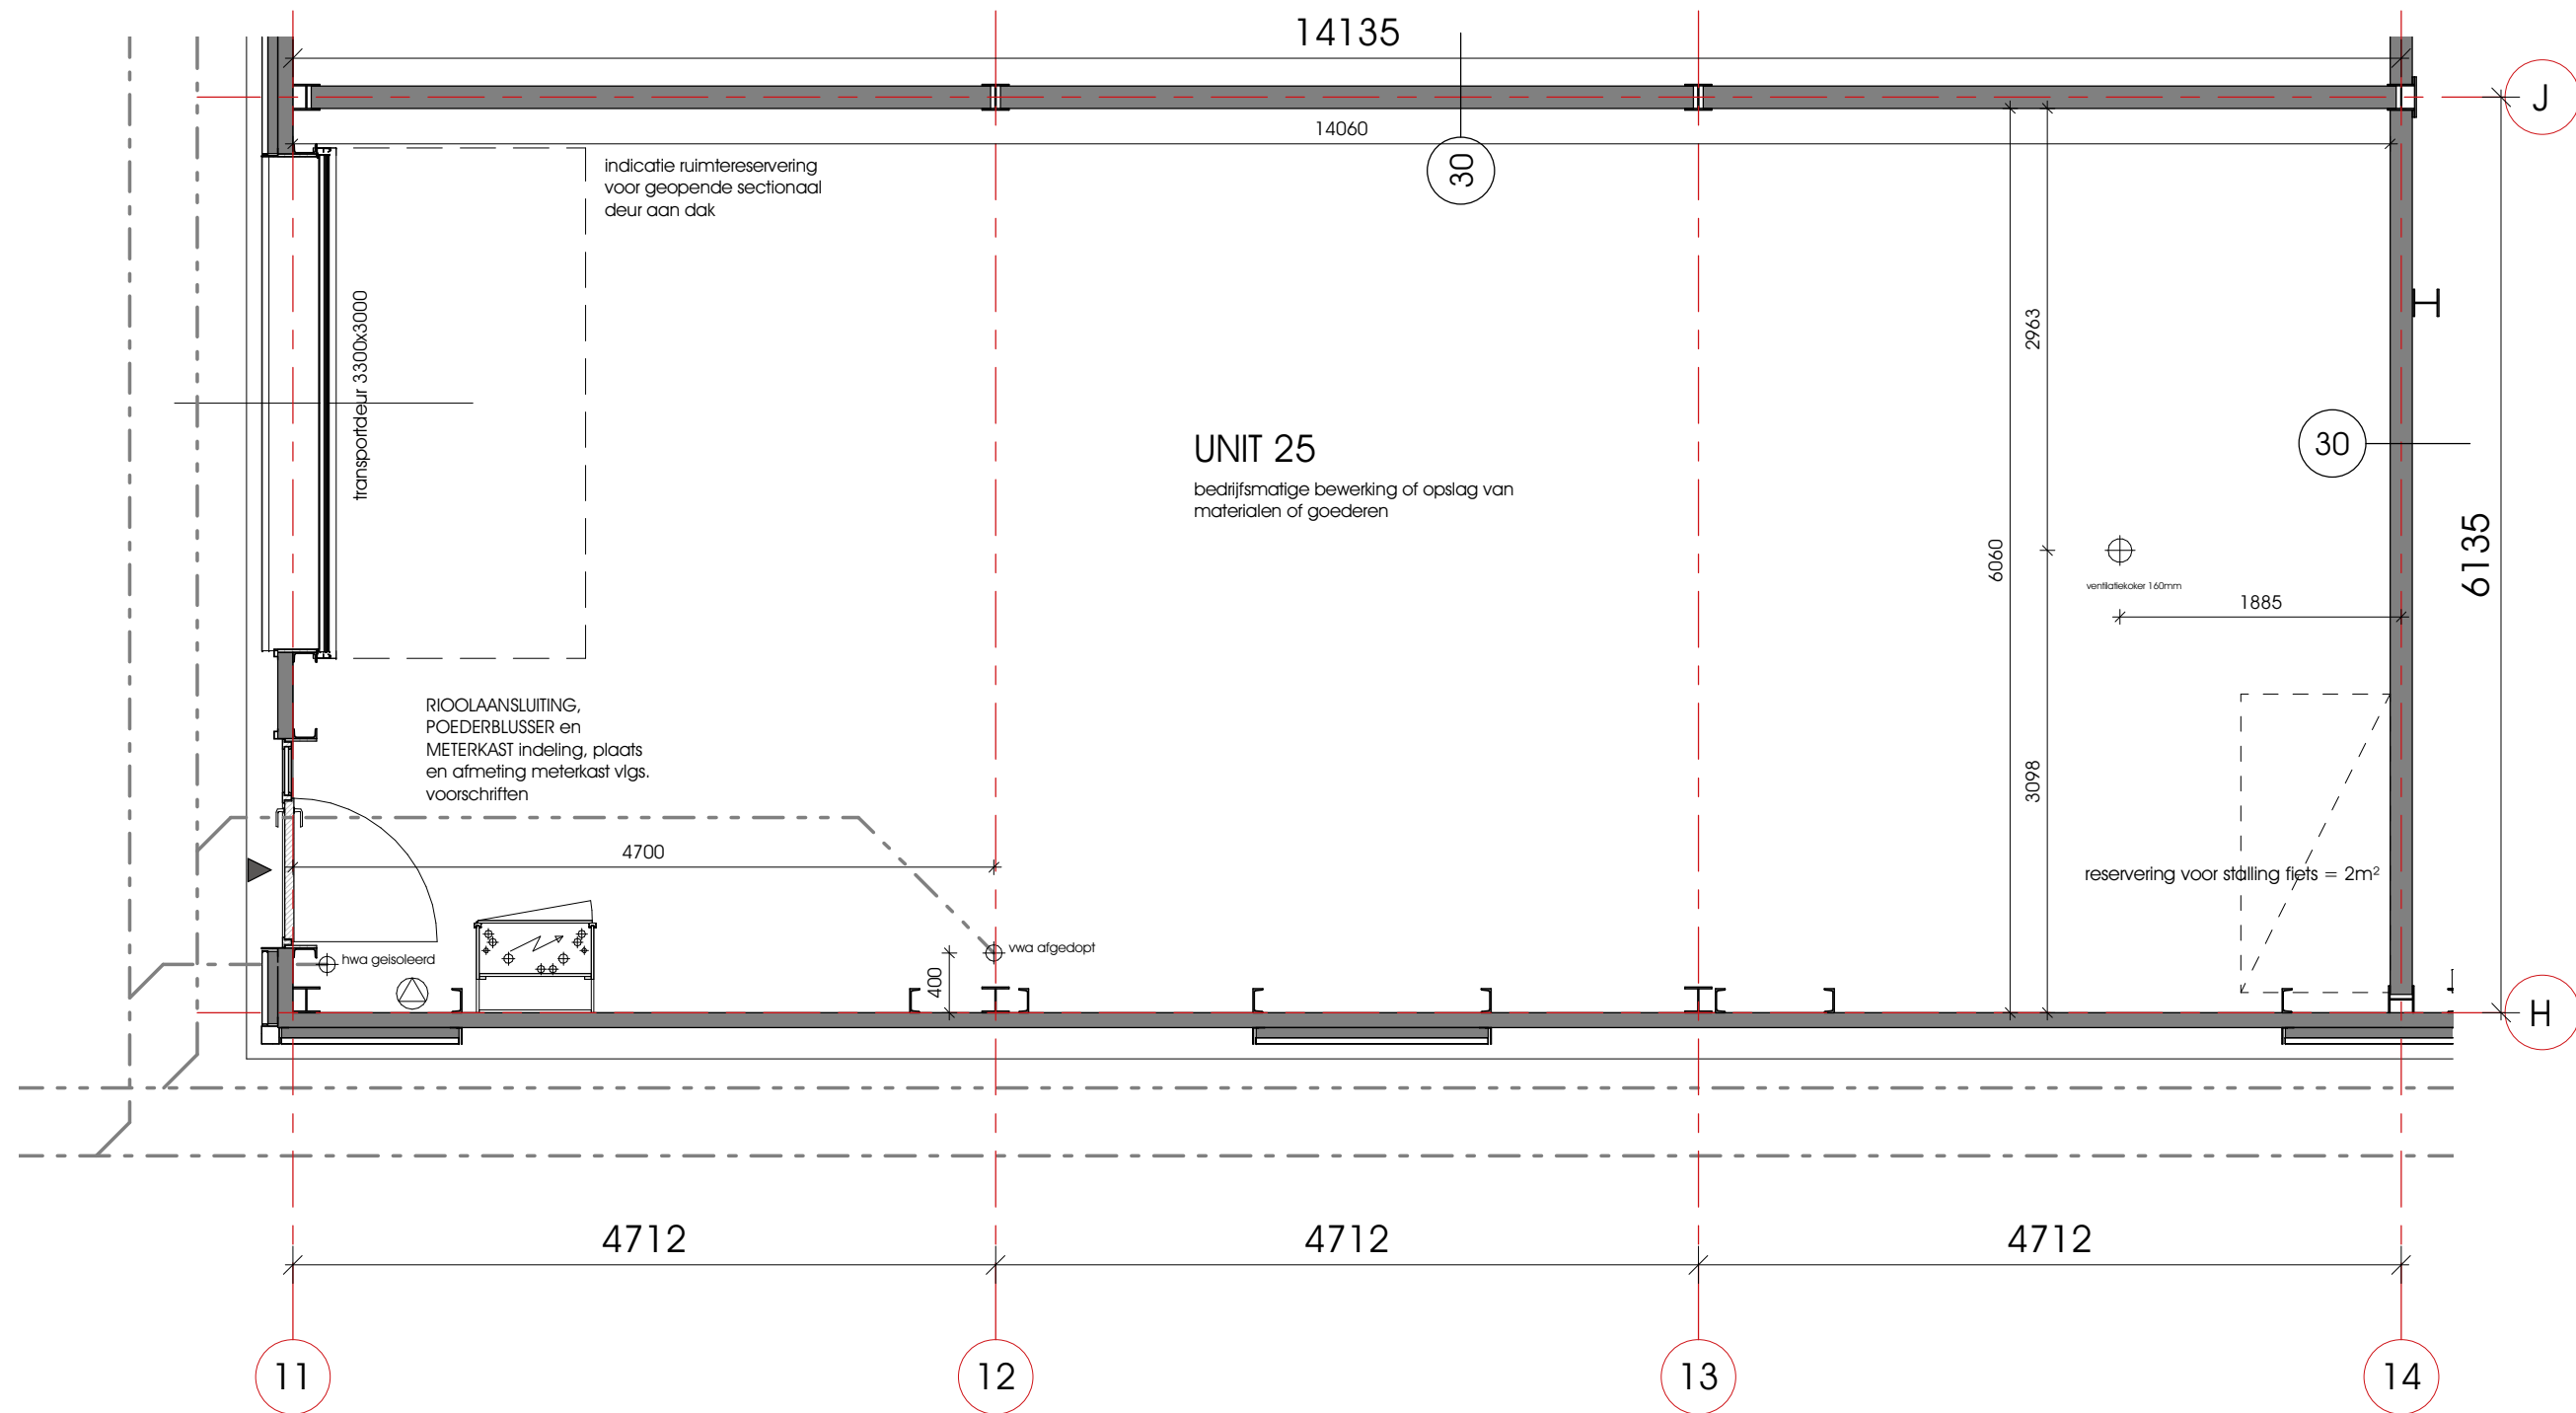 14135
J
14060
indicatie ruimtereservering
voor geopende sectionaal
deur aan dak
30
transportdeur 3300x3000
2963
UNIT 25
bedrijfsmatige bewerking of opslag van
materialen of goederen
30
6060
6135
ventilatiekoker 160mm
1885
RIOOLAANSLUITING,
POEDERBLUSSER en
METERKAST indeling, plaats
en afmeting meterkast vlgs.
voorschriften
3098
4700
reservering voor stalling fiets = 2m²
vwa afgedopt
hwa geisoleerd
400
H
4712
4712
4712
11
12
13
14